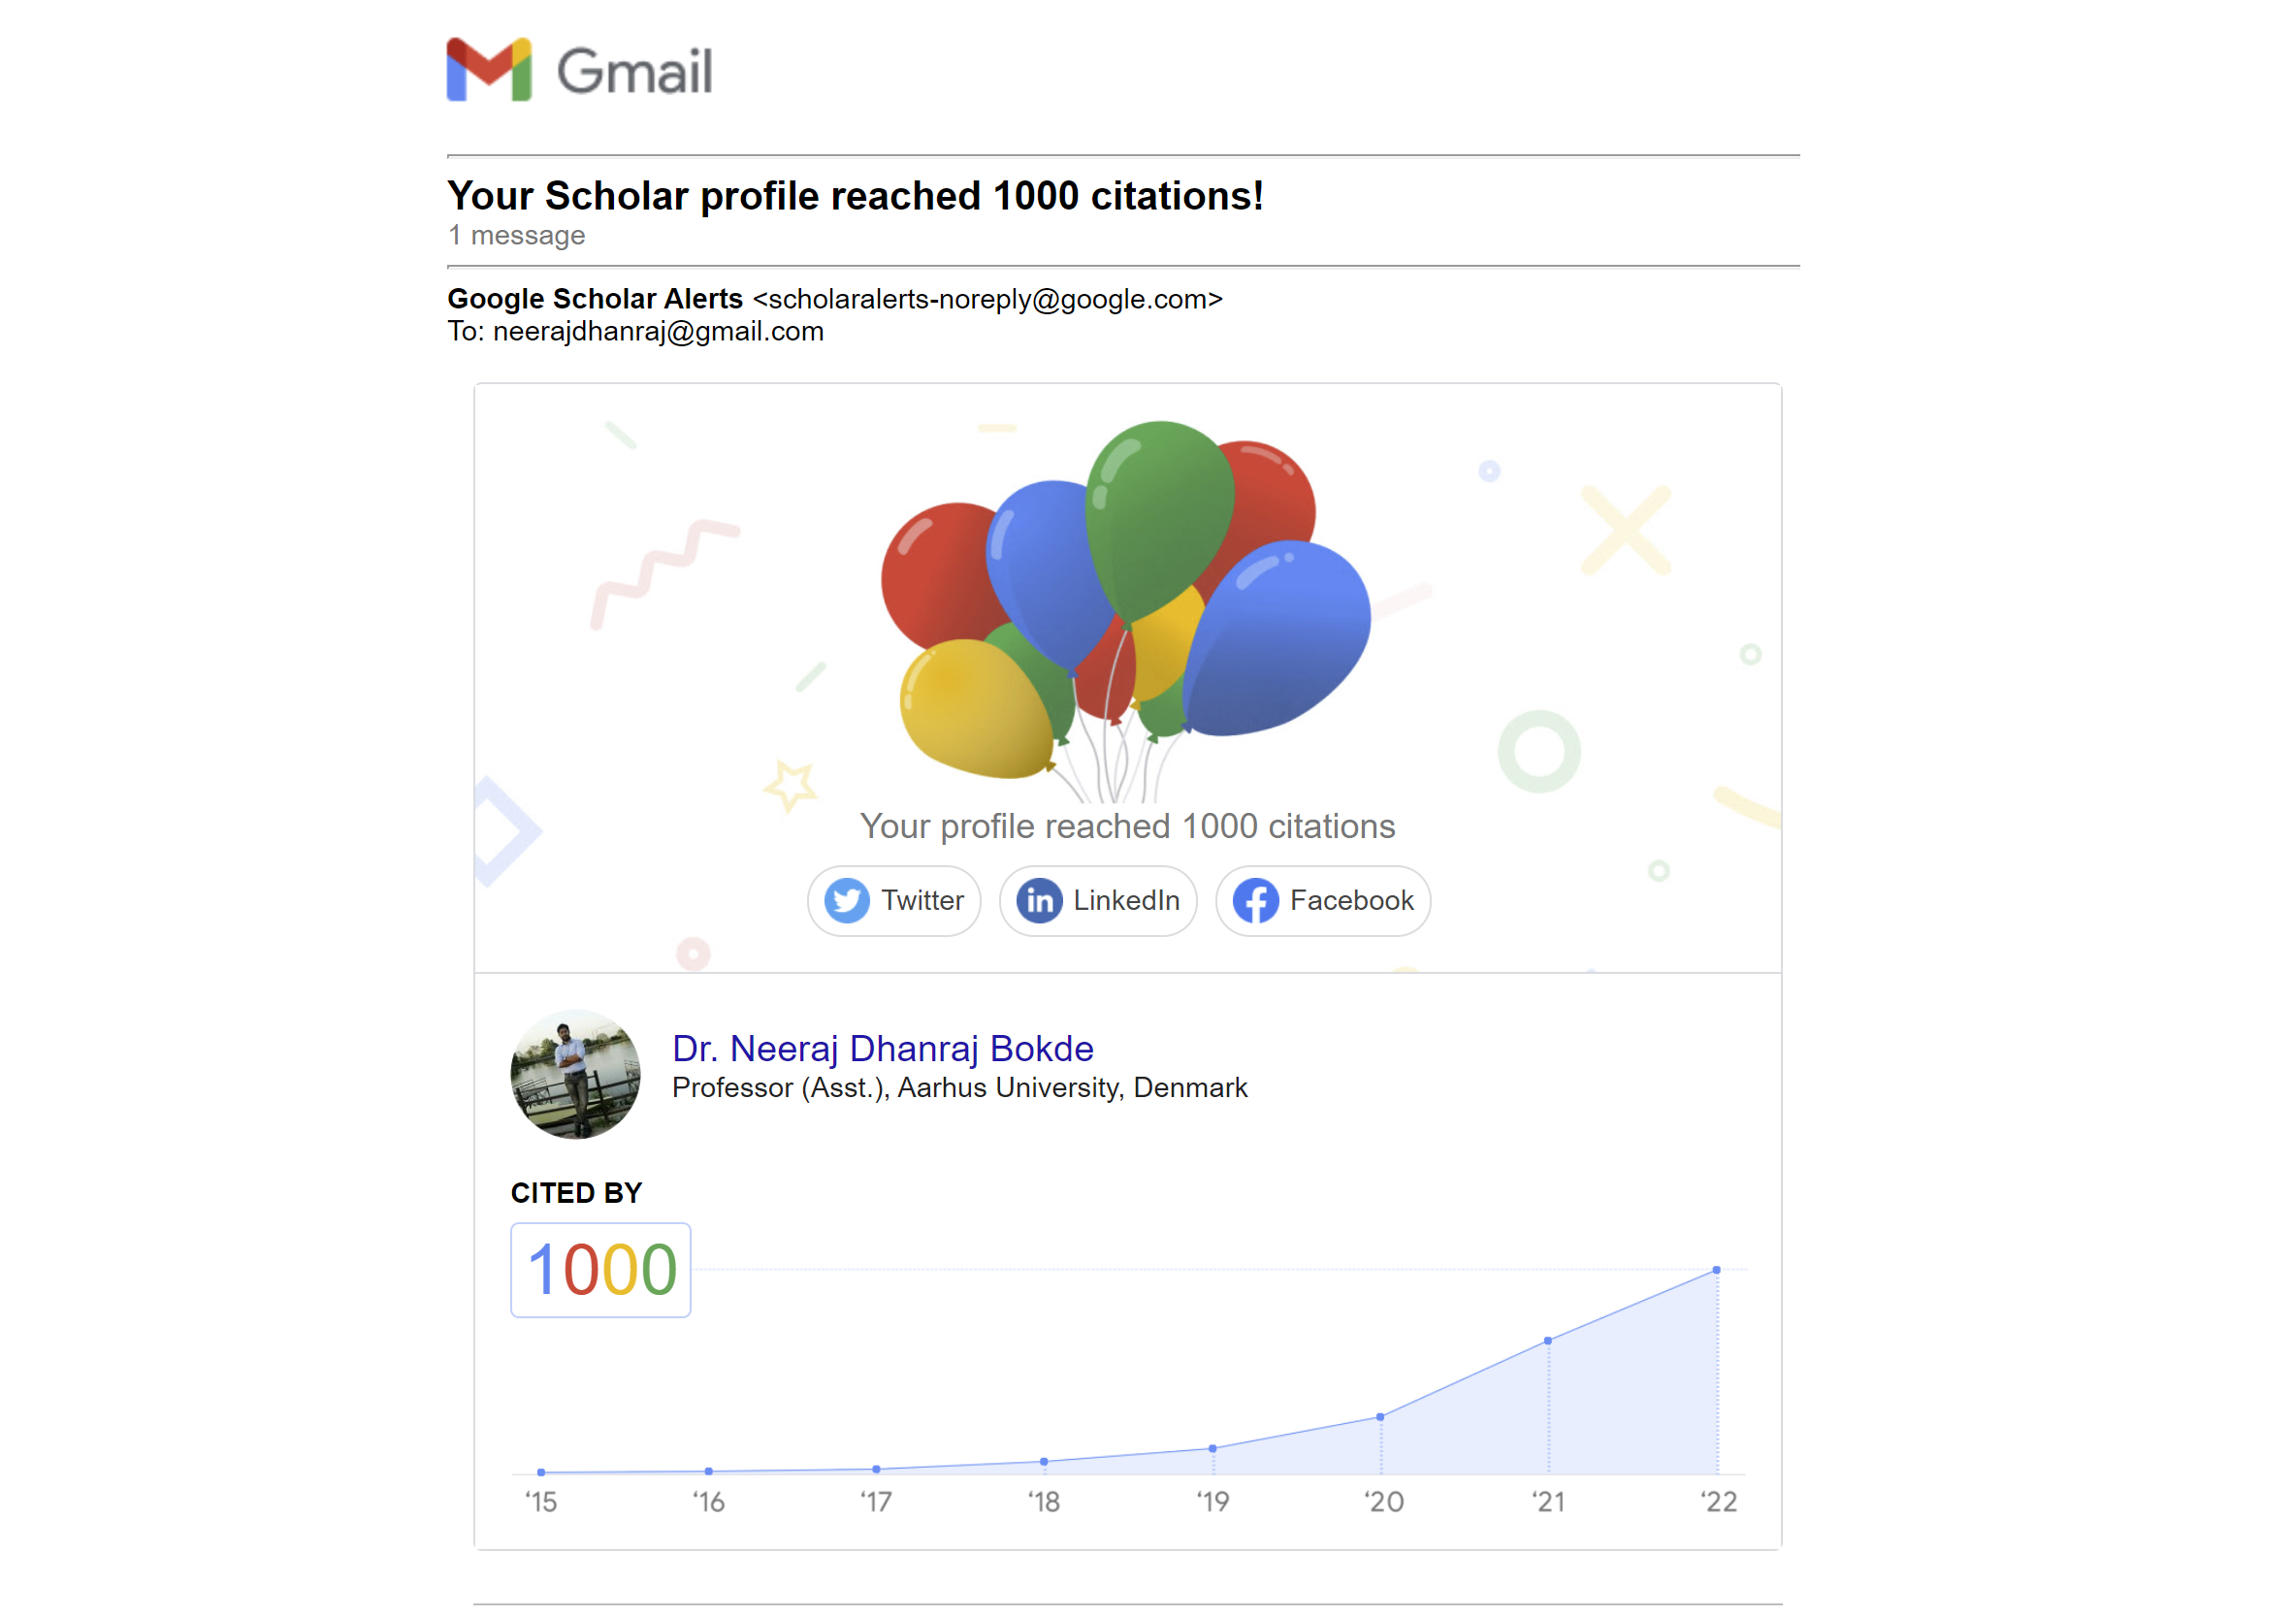 Gmail
Your Scholar profile reached 1000 citations!
1 message
Google Scholar Alerts <scholaralerts-noreply@google.com>
To: neerajdhanraj@gmail.com
Your profile reached 1000 citations
Twitter LinkedIn Facebook
Dr. Neeraj Dhanraj Bokde
Professor (Asst.), Aarhus University, Denmark
CITED BY
1000
‘15 ‘16 ‘17 ‘18 ‘19 ‘20 ‘21 ‘22